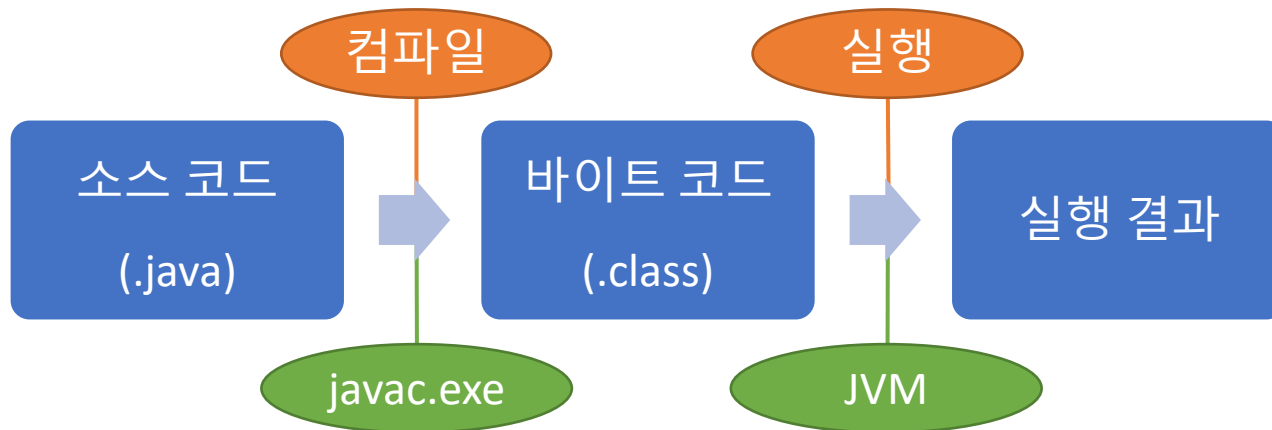 컴파일
실행
소스 코드
(.java)
바이트 코드
(.class)
실행 결과
javac.exe
JVM